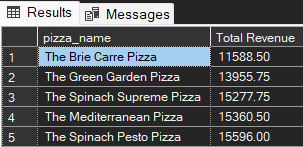 Results Messages
pizza_name Total Revenue
1 The Brie Carre Pizza 11588.50
2 The Green Garden Pizza 13955.75
3 The Spinach Supreme Pizza 15277.75
4 The Mediterranean Pizza 15360.50
5 The Spinach Pesto Pizza 15596.00